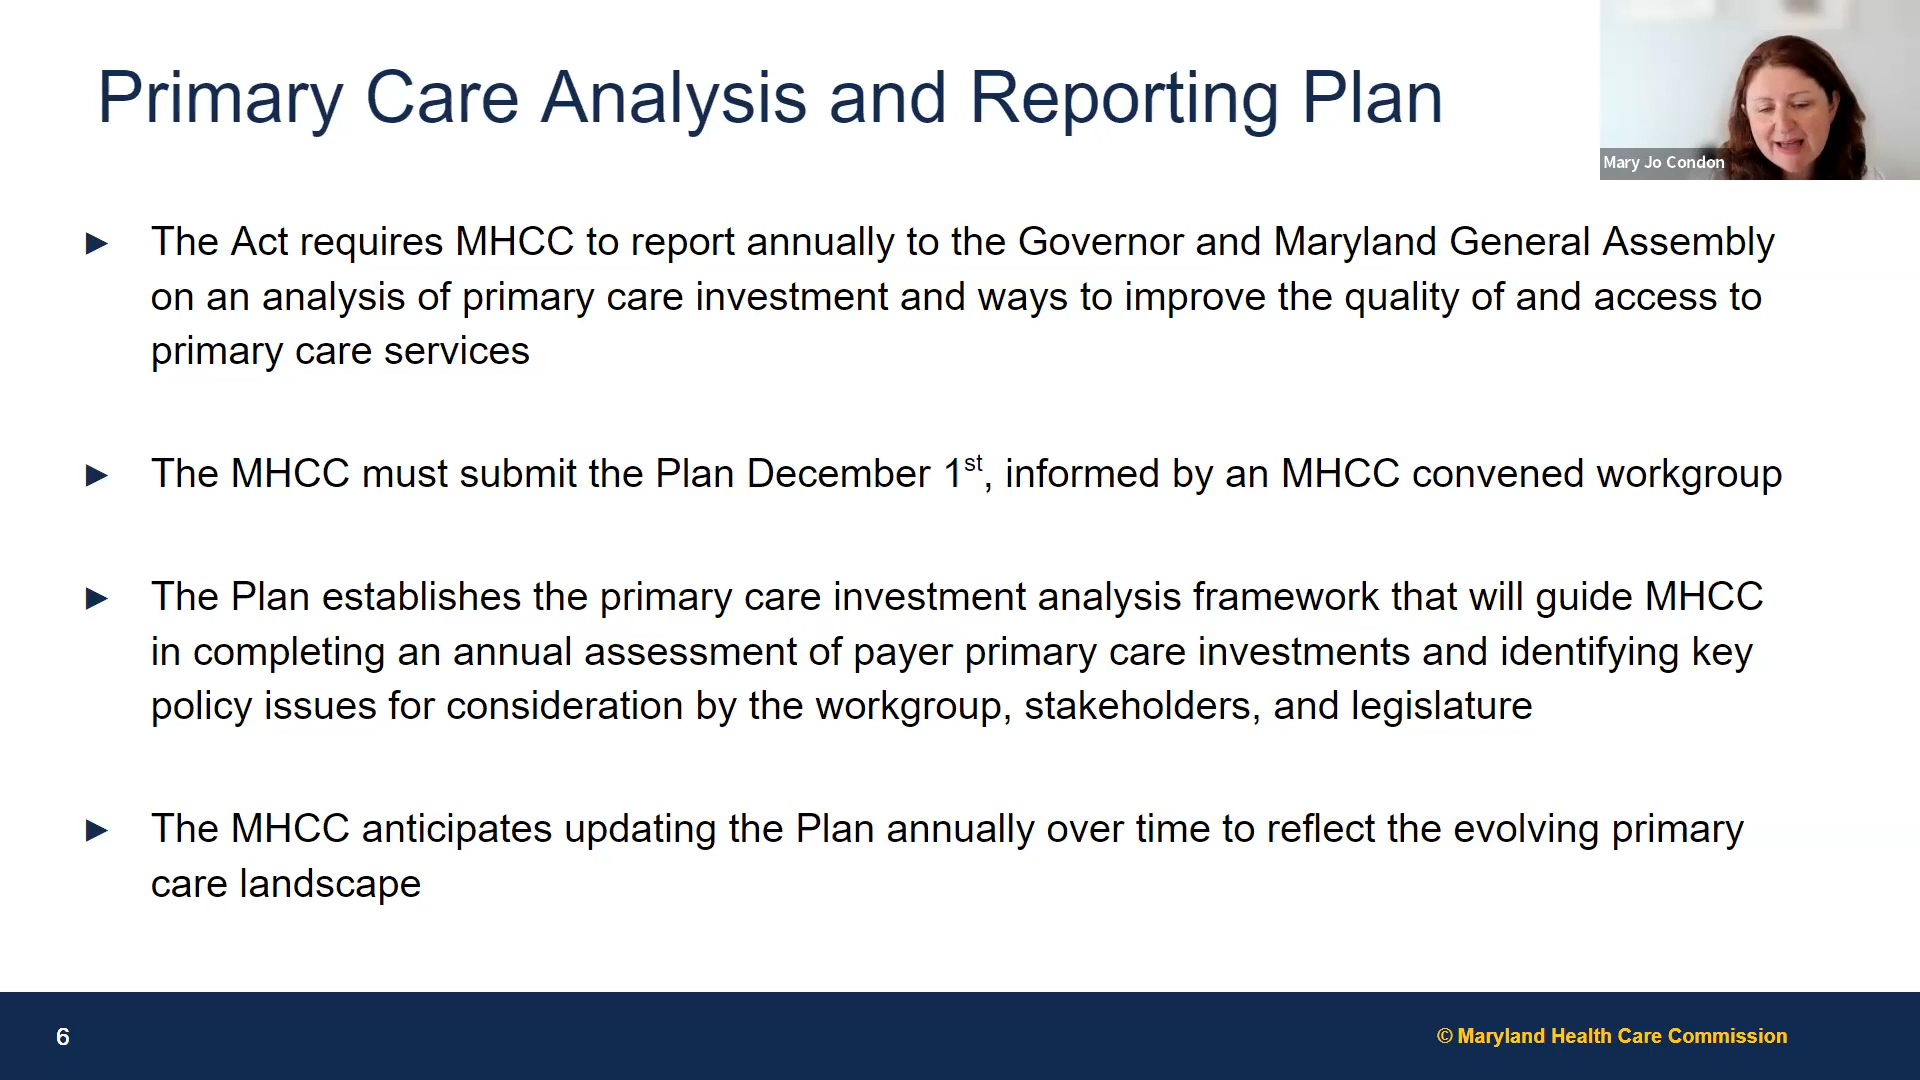 Primary Care Analysis and Reporting Plan
Mary Jo Condon
► The Act requires MHCC to report annually to the Governor and Maryland General Assembly
on an analysis of primary care investment and ways to improve the quality of and access to
primary care services
► The MHCC must submit the Plan December 1st, informed by an MHCC convened workgroup
► The Plan establishes the primary care investment analysis framework that will guide MHCC
in completing an annual assessment of payer primary care investments and identifying key
policy issues for consideration by the workgroup, stakeholders, and legislature
► The MHCC anticipates updating the Plan annually over time to reflect the evolving primary
care landscape
6
© Maryland Health Care Commission